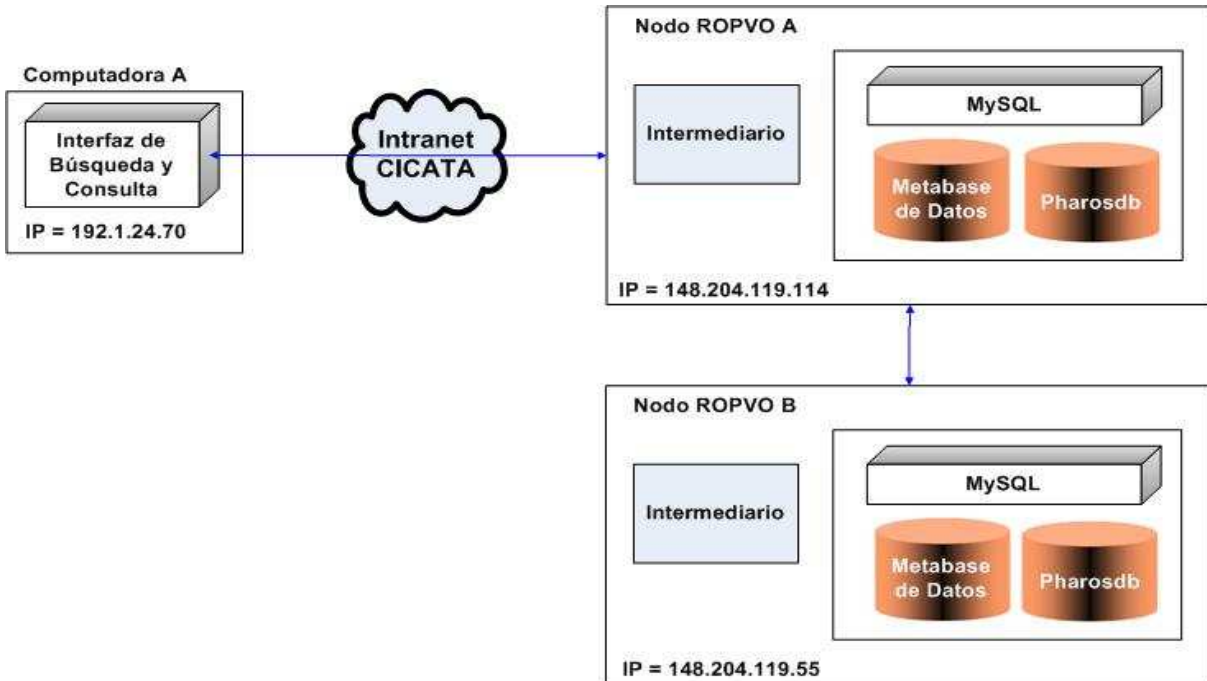 Computadora A
Interfaz de
Búsqueda y
Consulta
IP = 192.1.24.70
Intranet
CICATA
Nodo ROPVO A
Intermediario
MySQL
Metabase
de Datos
Pharosdb
IP = 148.204.119.114
Nodo ROPVO B
Intermediario
MySQL
Metabase
de Datos
Pharosdb
IP = 148.204.119.55